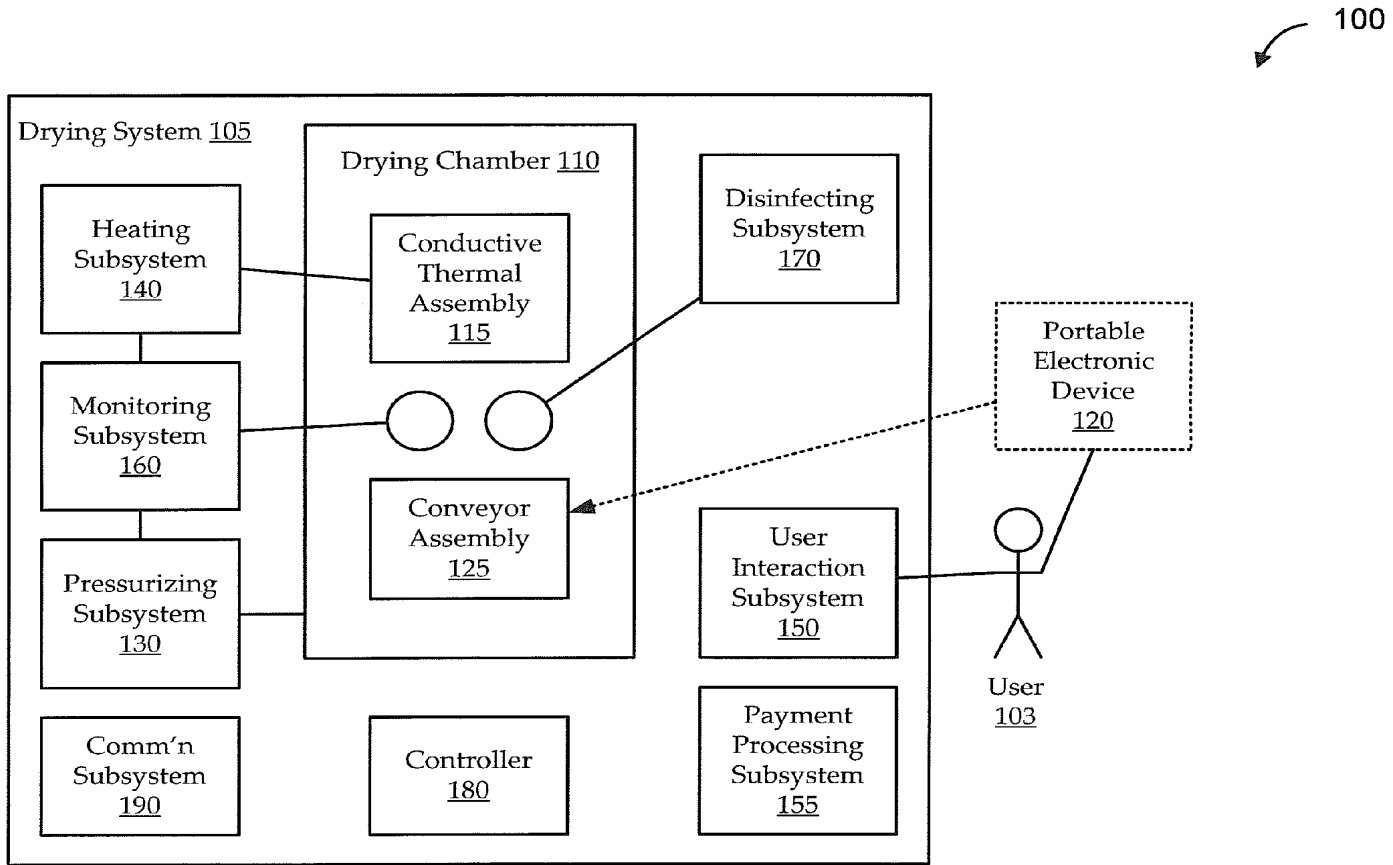 100
Drying System 105
Drying Chamber 110
Heating
Subsystem
140
Conductive
Thermal
Assembly
115
Disinfecting
Subsystem
170
Portable
Electronic
Device
120
Monitoring
Subsystem
160
Conveyor
Assembly
125
User
Interaction
Subsystem
150
Pressurizing
Subsystem
130
User
103
Comm'n
Subsystem
190
Controller
180
Payment
Processing
Subsystem
155